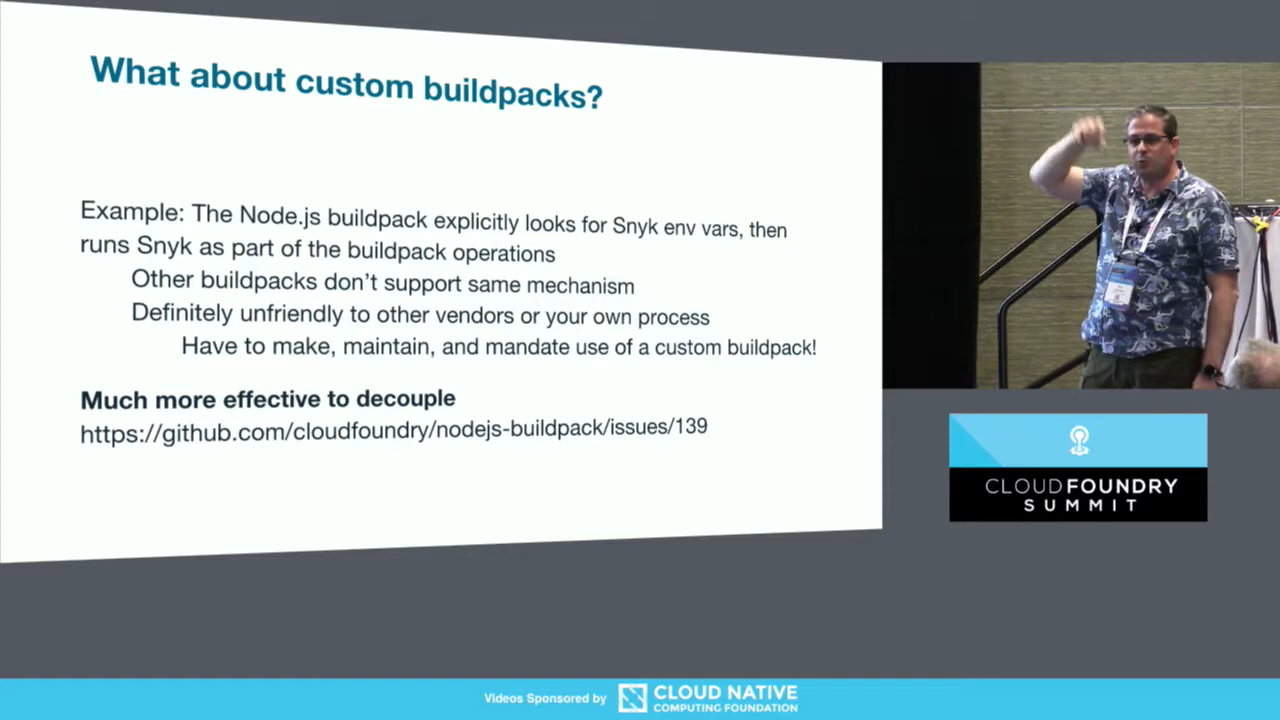 What about custom buildpacks?
Example: The Node.js buildpack explicitly looks for Snyk env vars, then
runs Snyk as part of the buildpack operations
Other buildpacks don’t support same mechanism
Definitely unfriendly to other vendors or your own process
Have to make, maintain, and mandate use of a custom buildpack!
Much more effective to decouple
https://github.com/cloudfoundry/nodejs-buildpack/issues/139
CLOUDFOUNDRY
SUMMIT
Videos Sponsored by
CLOUD NATIVE
COMPUTING FOUNDATION